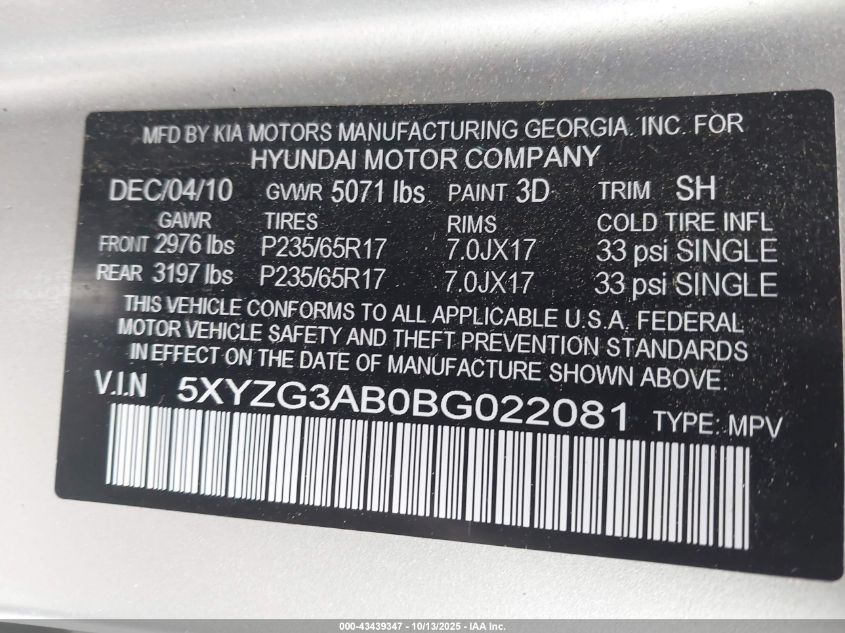 MFD BY KIA MOTORS MANUFACTURING GEORGIA. INC. FOR
HYUNDAI MOTOR COMPANY
DEC/04/10 GVWR 5071 lbs PAINT 3D TRIM SH
GAWR TIRES RIMS COLD TIRE INFL
FRONT 2976 lbs P235/65R17 7.0JX17 33 psi SINGLE
REAR 3197 lbs P235/65R17 7.0JX17 33 psi SINGLE
THIS VEHICLE CONFORMS TO ALL APPLICABLE U.S.A. FEDERAL
MOTOR VEHICLE SAFETY AND THEFT PREVENTION STANDARDS
IN EFFECT ON THE DATE OF MANUFACTURE SHOWN ABOVE.
V.I.N 5XYZG3AB0BG022081 TYPE: MPV
000-43439347 - 10/13/2025 - IAA Inc.